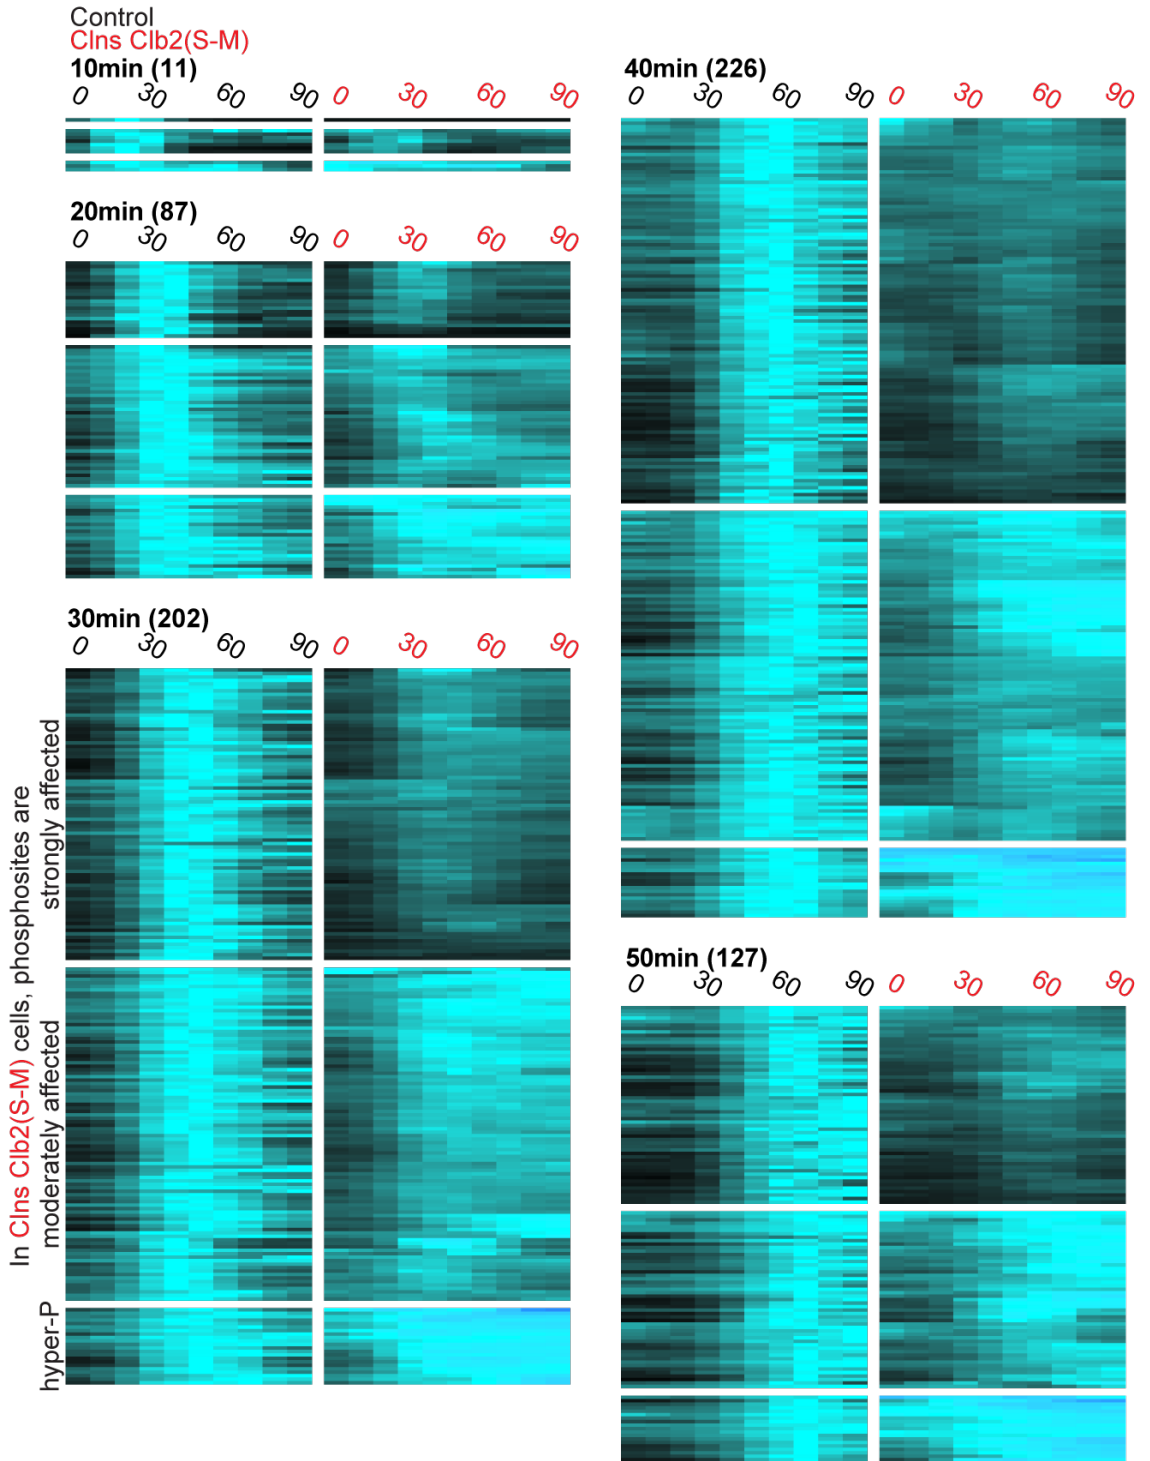 Control
Clns Clb2(S-M)
10min (11)
0 30 60 90 0 30 60 90
20min (87)
0 30 60 90 0 30 60 90
30min (202)
0 30 60 90 0 30 60 90
In Clns Clb2(S-M) cells, phosphosites are
strongly affected
moderately affected
hyper-P
40min (226)
0 30 60 90 0 30 60 90
50min (127)
0 30 60 90 0 30 60 90